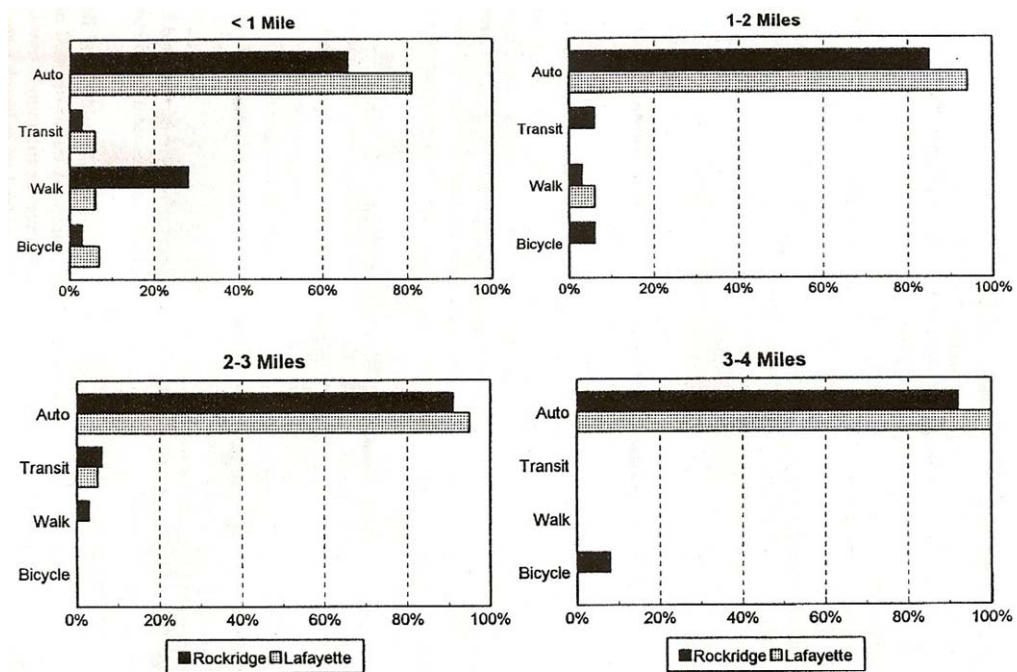 < 1 Mile
Auto
Transit
Walk
Bicycle
0% 20% 40% 60% 80% 100%
1-2 Miles
Auto
Transit
Walk
Bicycle
0% 20% 40% 60% 80% 100%
2-3 Miles
Auto
Transit
Walk
Bicycle
0% 20% 40% 60% 80% 100%
Rockridge Lafayette
3-4 Miles
Auto
Transit
Walk
Bicycle
0% 20% 40% 60% 80% 100%
Rockridge Lafayette